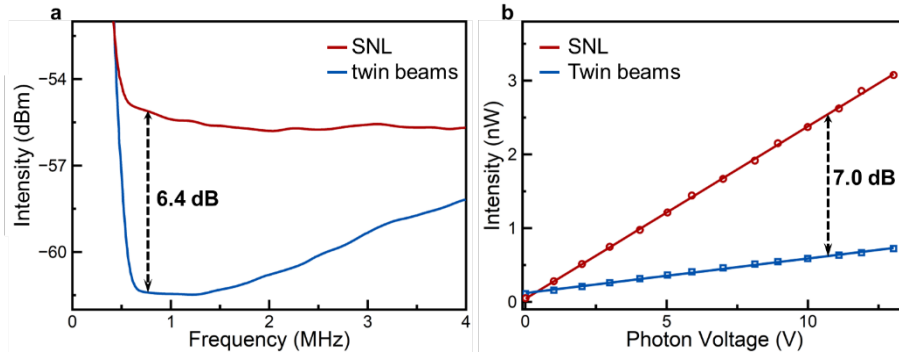 a
SNL
twin beams
6.4 dB
−54
−57
−60
0
1
2
3
4
Intensity (dBm)
Frequency (MHz)
b
SNL
Twin beams
7.0 dB
3
2
1
0
0
5
10
Intensity (nW)
Photon Voltage (V)